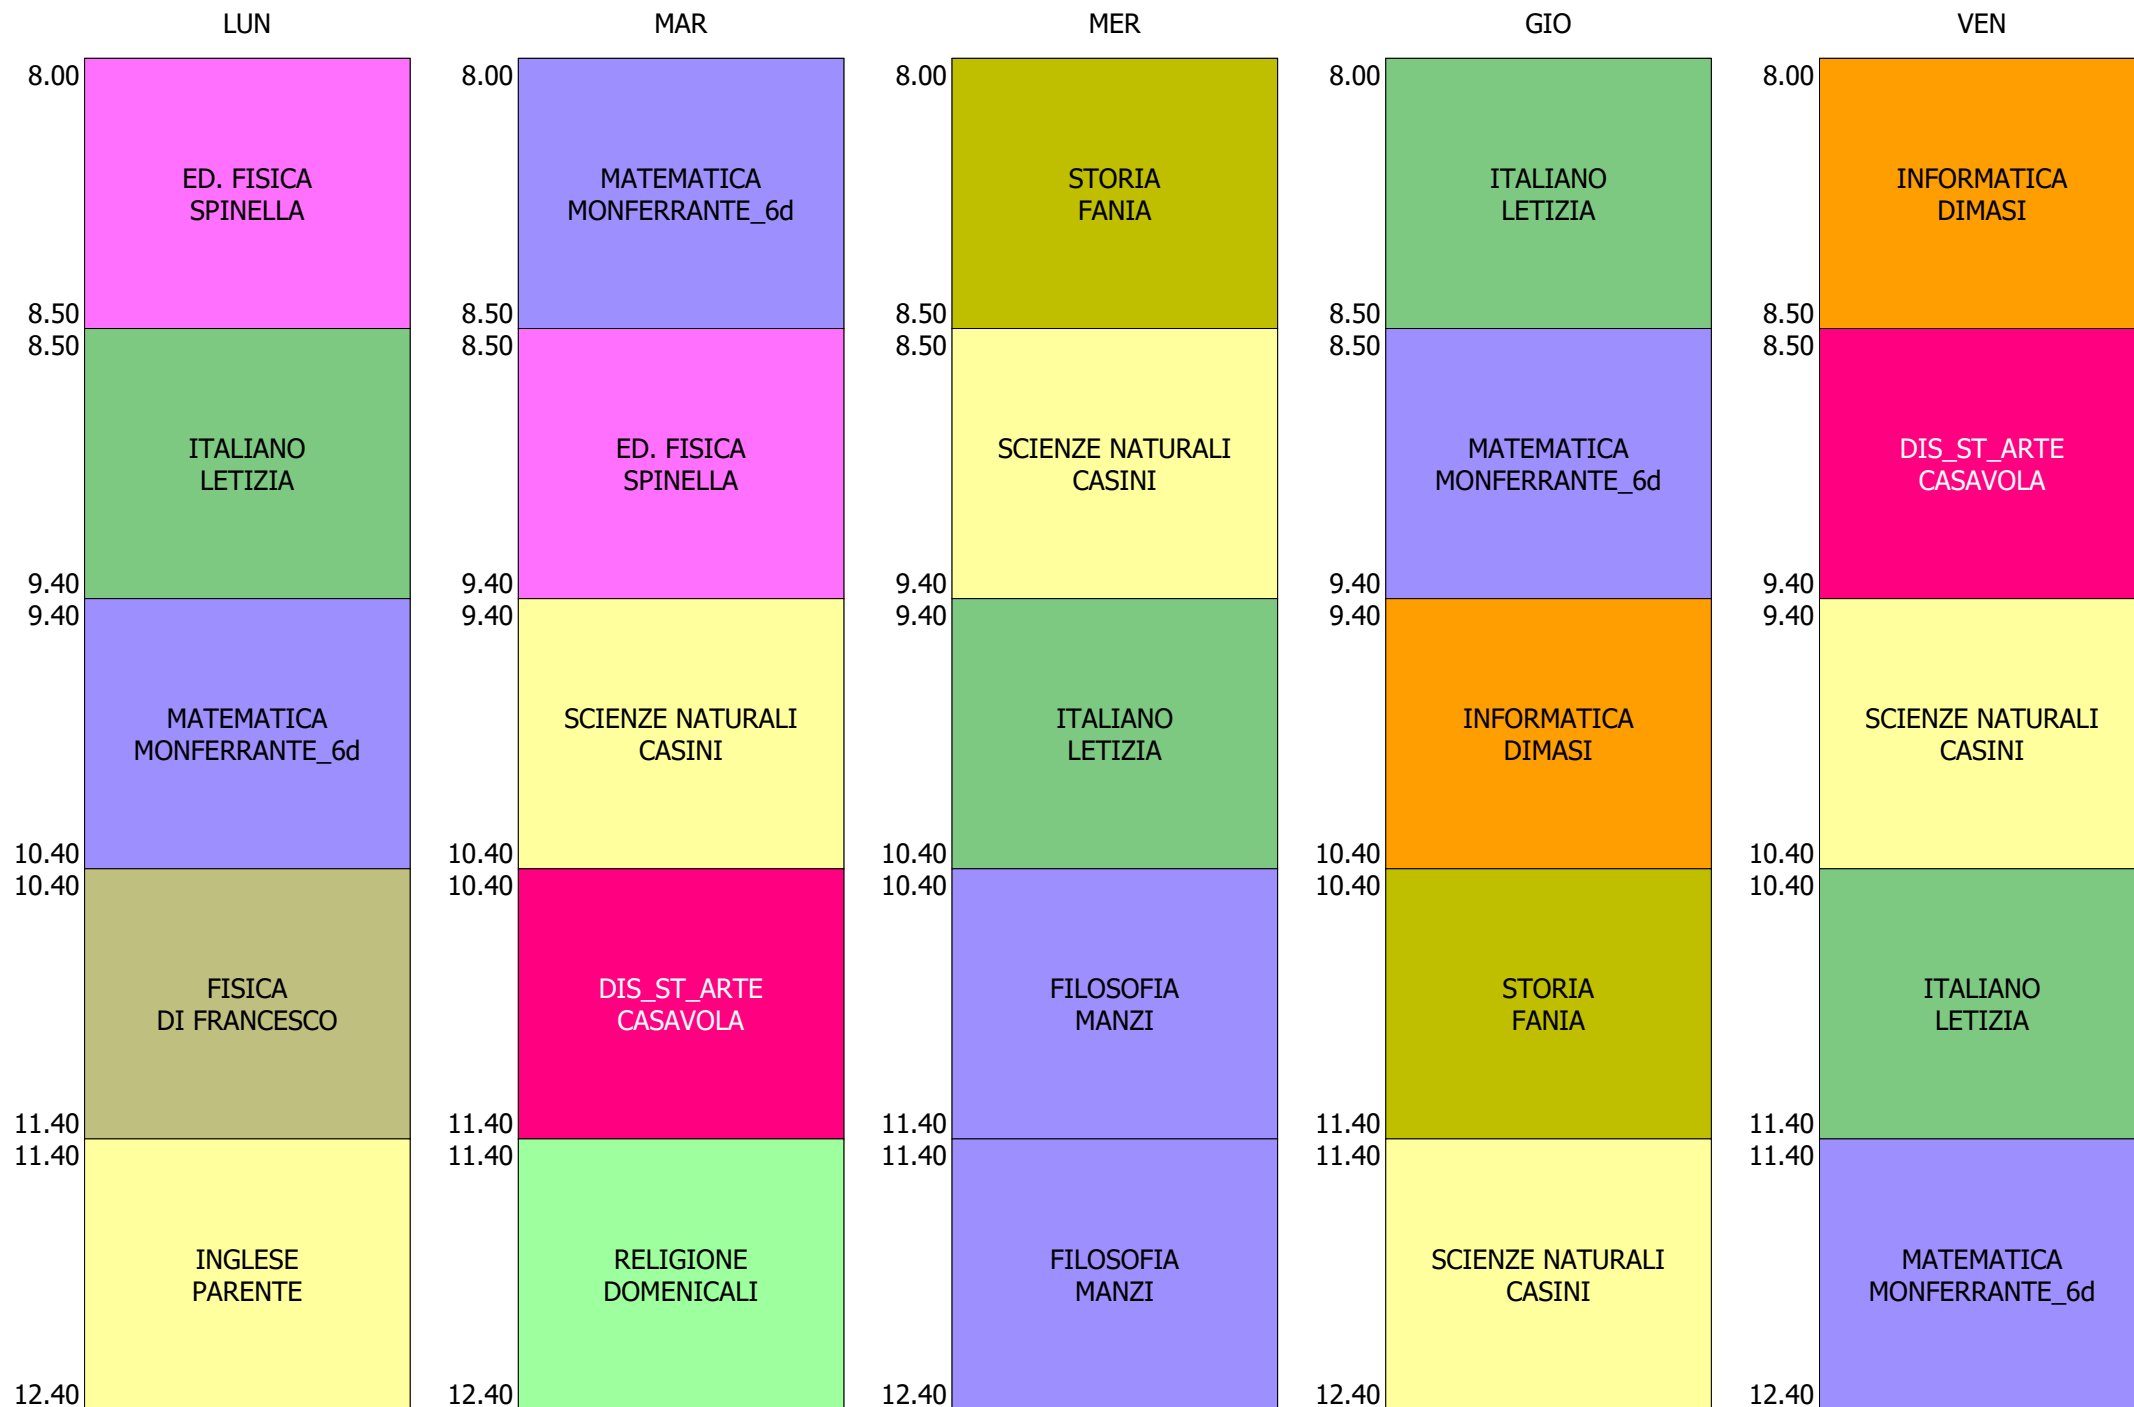 LUN MAR MER GIO VEN
8.00 8.00 8.00 8.00 8.00
ED. FISICA MATEMATICA STORIA ITALIANO INFORMATICA
SPINELLA MONFERRANTE_6d FANIA LETIZIA DIMASI
8.50 8.50 8.50 8.50 8.50
8.50 8.50 8.50 8.50 8.50
ITALIANO ED. FISICA SCIENZE NATURALI MATEMATICA DIS_ST_ARTE
LETIZIA SPINELLA CASINI MONFERRANTE_6d CASAVOLA
9.40 9.40 9.40 9.40 9.40
9.40 9.40 9.40 9.40 9.40
MATEMATICA SCIENZE NATURALI ITALIANO INFORMATICA SCIENZE NATURALI
MONFERRANTE_6d CASINI LETIZIA DIMASI CASINI
10.40 10.40 10.40 10.40 10.40
10.40 10.40 10.40 10.40 10.40
FISICA DIS_ST_ARTE FILOSOFIA STORIA ITALIANO
DI FRANCESCO CASAVOLA MANZI FANIA LETIZIA
11.40 11.40 11.40 11.40 11.40
11.40 11.40 11.40 11.40 11.40
INGLESE RELIGIONE FILOSOFIA SCIENZE NATURALI MATEMATICA
PARENTE DOMENICALI MANZI CASINI MONFERRANTE_6d
12.40 12.40 12.40 12.40 12.40